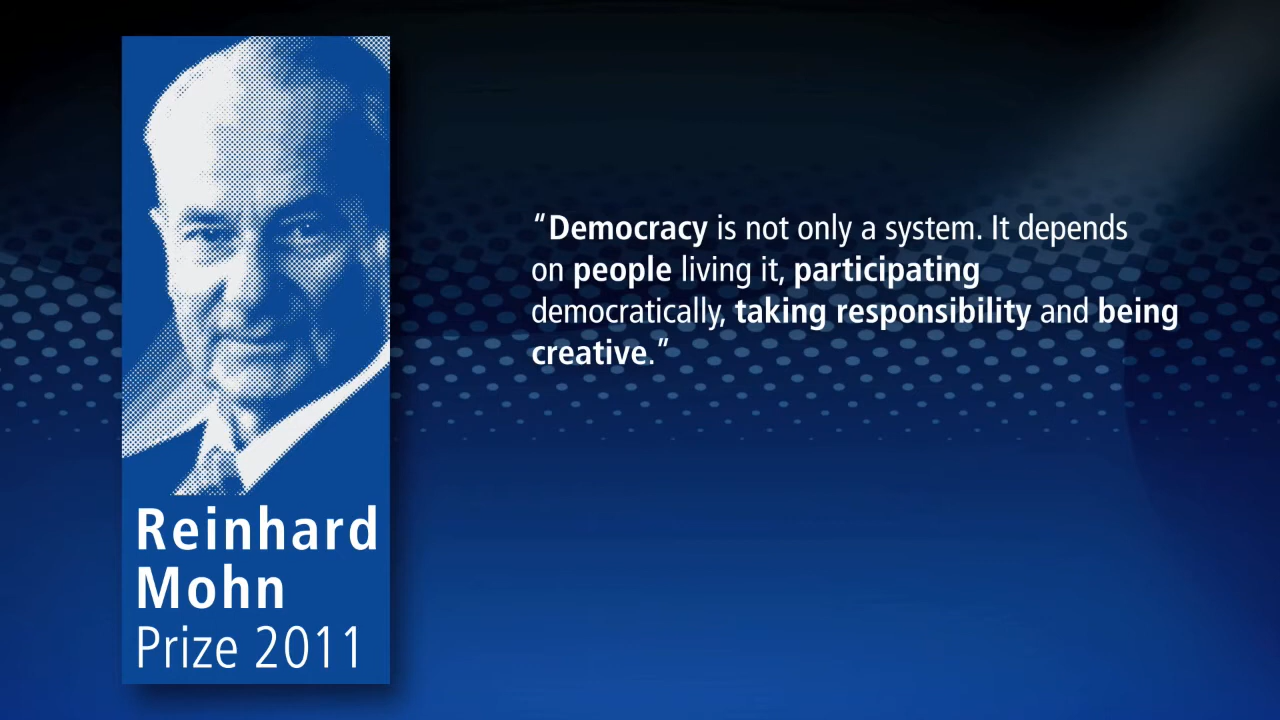 Reinhard
Mohn
Prize 2011
“Democracy is not only a system. It depends
on people living it, participating
democratically, taking responsibility and being
creative.”